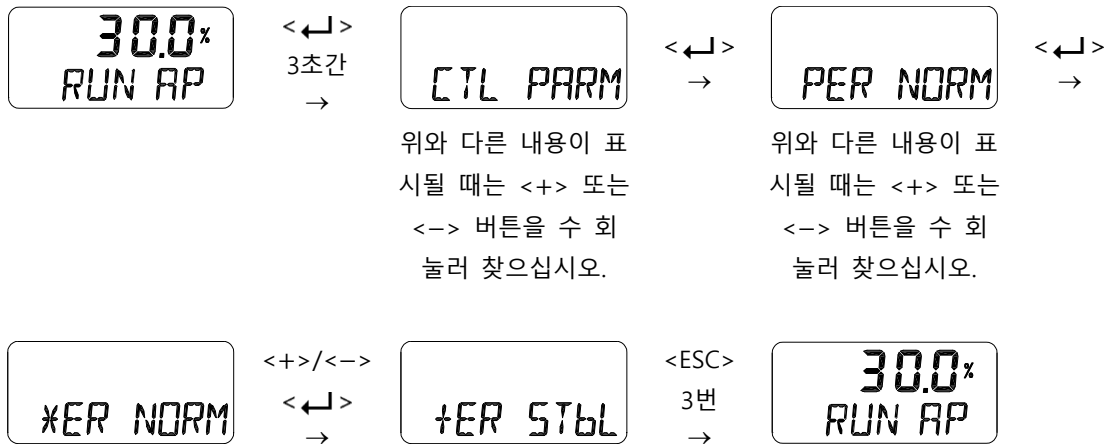 30.0%
RUN AP
<↵>
3초간
→
CTL PARM
<↵>
→
PER NORM
<↵>
→
위와 다른 내용이 표
시될 때는 <+> 또는
<−> 버튼을 수 회
눌러 찾으십시오.
위와 다른 내용이 표
시될 때는 <+> 또는
<−> 버튼을 수 회
눌러 찾으십시오.
*ER NORM
<+>/<−>
<↵>
→
+ER STbL
<ESC>
3번
→
30.0%
RUN AP